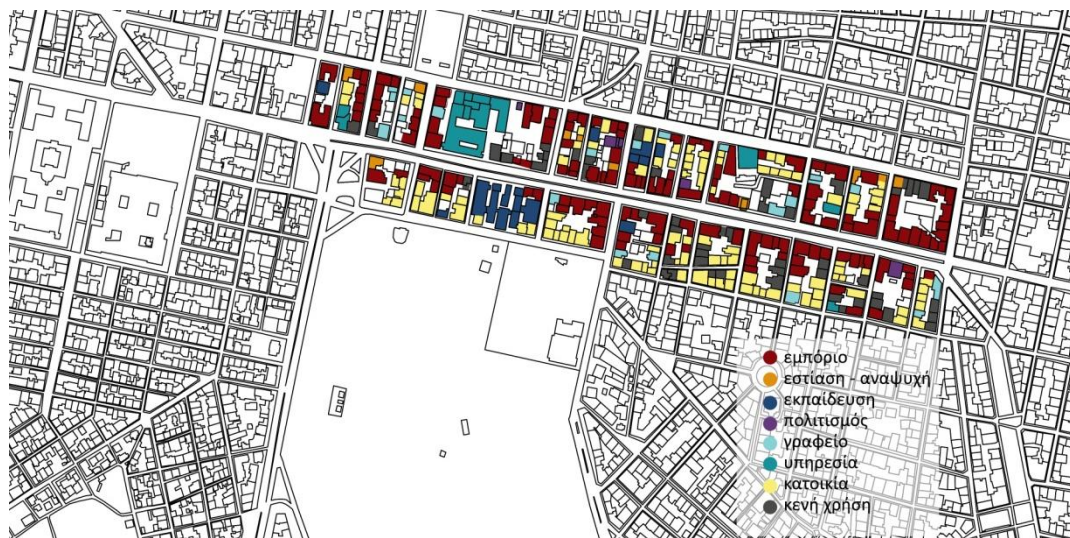 εμπόριο
εστίαση - αναψυχή
εκπαίδευση
πολιτισμός
γραφείο
υπηρεσία
κατοικία
κενή χρήση